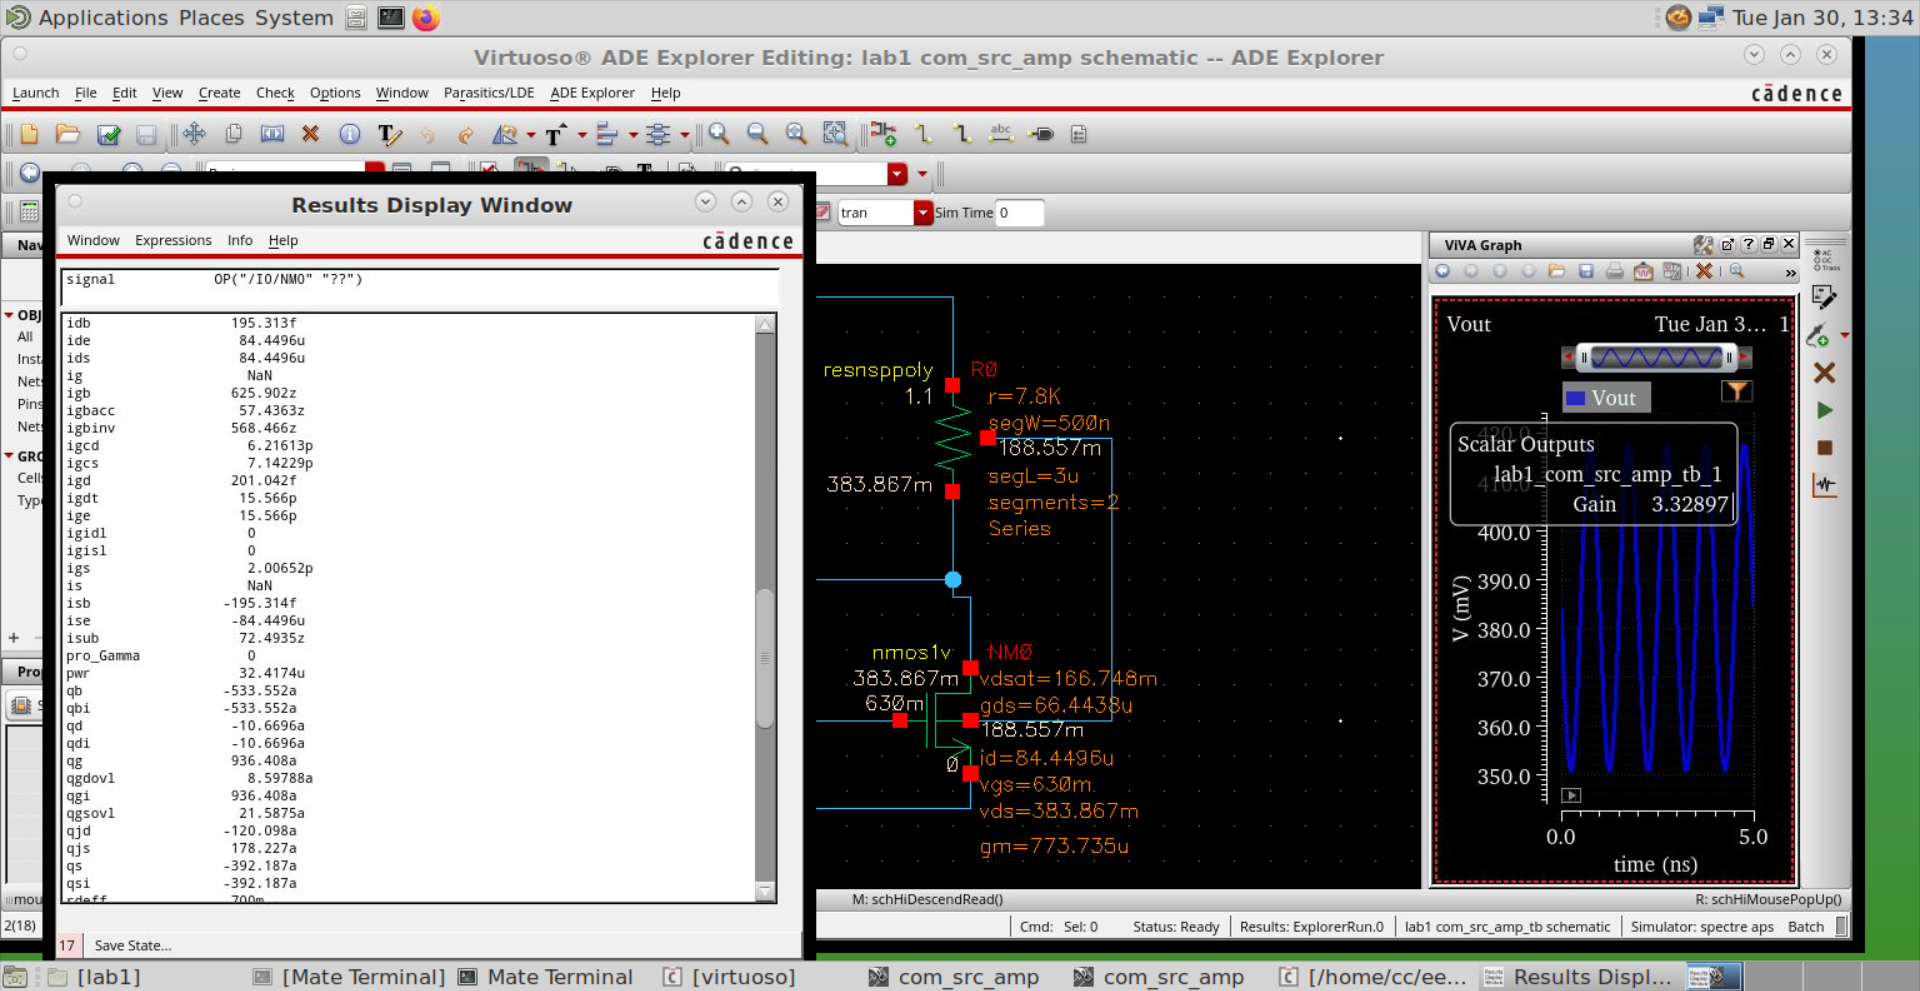 Applications Places System
Tue Jan 30, 13:34
Virtuoso® ADE Explorer Editing: lab1 com_src_amp schematic -- ADE Explorer
Launch File Edit View Create Check Options Window Parasitics/LDE ADE Explorer Help
cādence
tran Sim Time 0
Results Display Window
Window Expressions Info Help
cādence
signal OP("/I0/NM0" "??")
idb 195.313f
ide 84.4496u
ids 84.4496u
ig NaN
igb 625.902z
igbacc 57.4363z
igbinv 568.466z
igcd 6.21613p
igcs 7.14229p
igd 201.042f
igdt 15.566p
ige 15.566p
igidl 0
igisl 0
igs 2.00652p
is NaN
isb -195.314f
ise -84.4496u
isub 72.4935z
pro_Gamma 0
pwr 32.4174u
qb -533.552a
qbi -533.552a
qd -10.6696a
qdi -10.6696a
qg 936.408a
qgdovl 8.59788a
qgi 936.408a
qgsovl 21.5875a
qjd -120.098a
qjs 178.227a
qs -392.187a
qsi -392.187a
rdeff 700m
17 Save State...
Nav
OBJ
All
Inst
Nets
Pins
Nets
GRO
Cell
Type
Prop
mou
2(18)
resnsppoly R0
1.1 r=7.8K
segW=500n
188.557m
383.867m segL=3u
segments=2
Series
nmos1v NM0
383.867m vdsat=166.748m
630m gds=66.4438u
188.557m
0 id=84.4496u
vgs=630m
vds=383.867m
gm=773.735u
ViVA Graph
AC
DC
Trans
Vout Tue Jan 3... 1
Vout
420.0
Scalar Outputs
lab1_com_src_amp_tb_1
410.0
Gain 3.32897
400.0
390.0
380.0
370.0
360.0
350.0
V (mV)
0.0 5.0
time (ns)
M: schHiDescendRead() R: schHiMousePopUp()
Cmd: Sel: 0 Status: Ready Results: ExplorerRun.0 lab1 com_src_amp_tb schematic Simulator: spectre aps Batch
[lab1] [Mate Terminal] Mate Terminal [virtuoso] com_src_amp com_src_amp [/home/cc/ee... Results Displ...